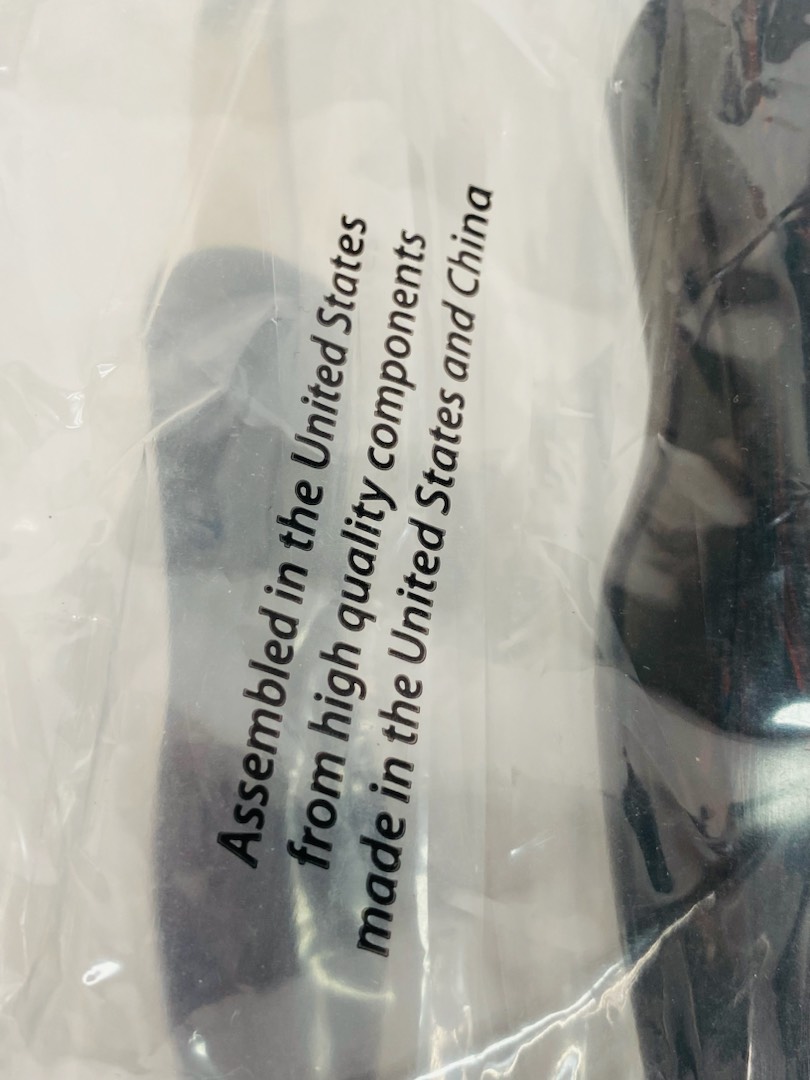 Assembled in the United States
from high quality components
made in the United States and China